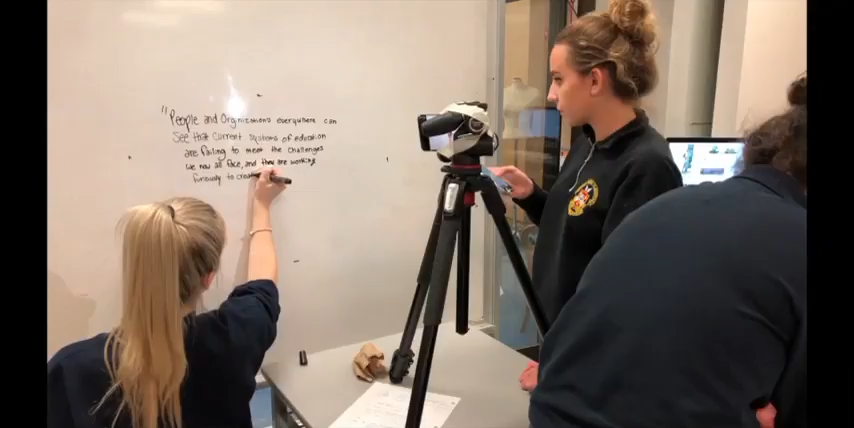 "People and Organizations everywhere can
see that current systems of education
are failing to meet the challenges
we now all face, and they are working
furiously to create